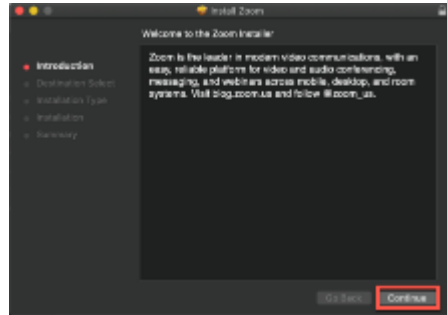 Install Zoom
Welcome to the Zoom Installer
Introduction
Destination Select
Installation Type
Installation
Summary
Zoom is the leader in modern video communications, with an
easy, reliable platform for video and audio conferencing,
messaging, and webinars across mobile, desktop, and room
systems. Visit blog.zoom.us and follow @zoom_us.
Go Back
Continue